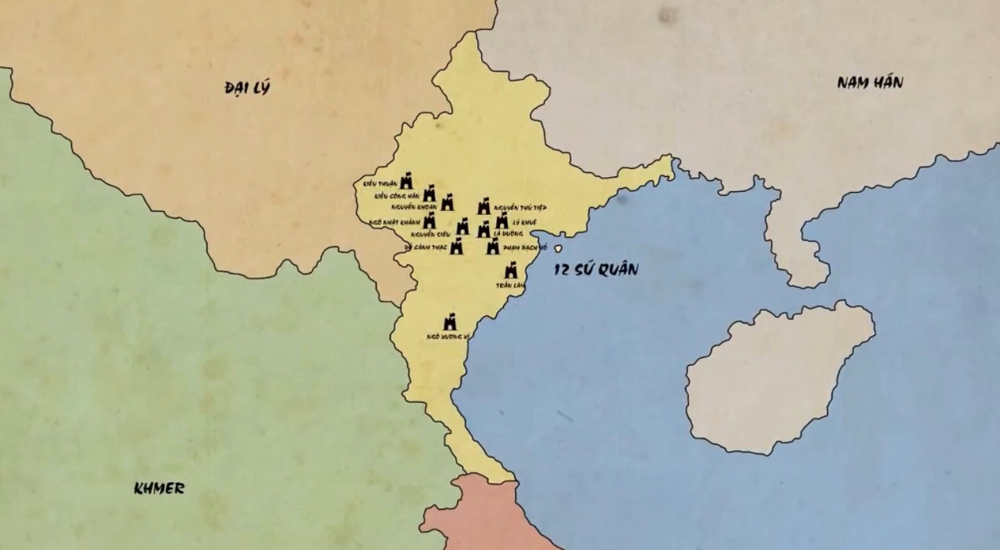 ĐẠI LÝ
NAM HÁN
KIỀU THUẬN
KIỀU CÔNG HÃN
NGUYỄN KHOAN
NGUYỄN THỦ TIỆP
NGÔ NHẬT KHÁNH
LÝ KHUÊ
NGUYỄN SIÊU
LÃ ĐƯỜNG
ĐỖ CẢNH THẠC
PHẠM BẠCH HỔ
12 SỨ QUÂN
TRẦN LÃM
NGÔ XƯƠNG XÍ
KHMER